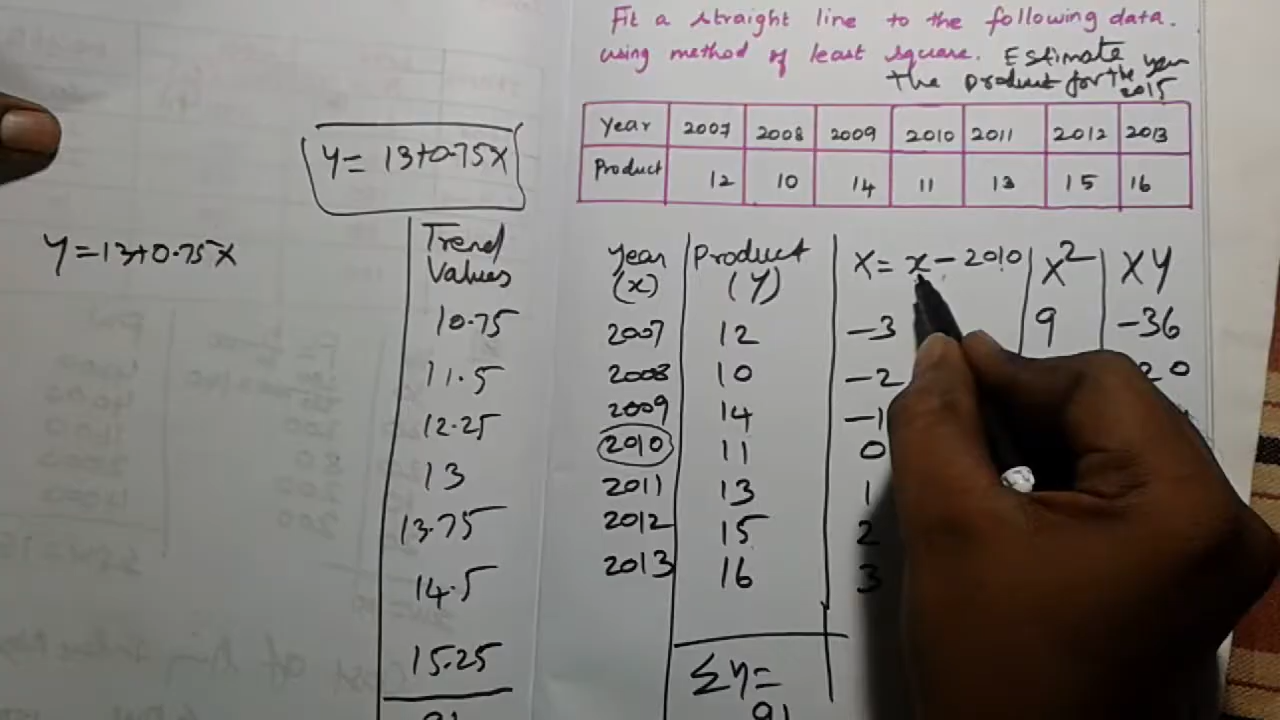 Fit a straight line to the following data.
using method of least square. Estimate
the product for the year
2015
Year 2007 2008 2009 2010 2011 2012 2013
Product 12 10 14 11 13 15 16
Y = 13+0.75X
Y=13+0.75X
Trend Values
10.75
11.5
12.25
13
13.75
14.5
15.25
91
year (x) Product (Y) X = x - 2010 X² XY
2007 12 -3 9 -36
2008 10 -2 20
2009 14 -1
2010 11 0
2011 13 1
2012 15 2
2013 16 3
Σy=
91